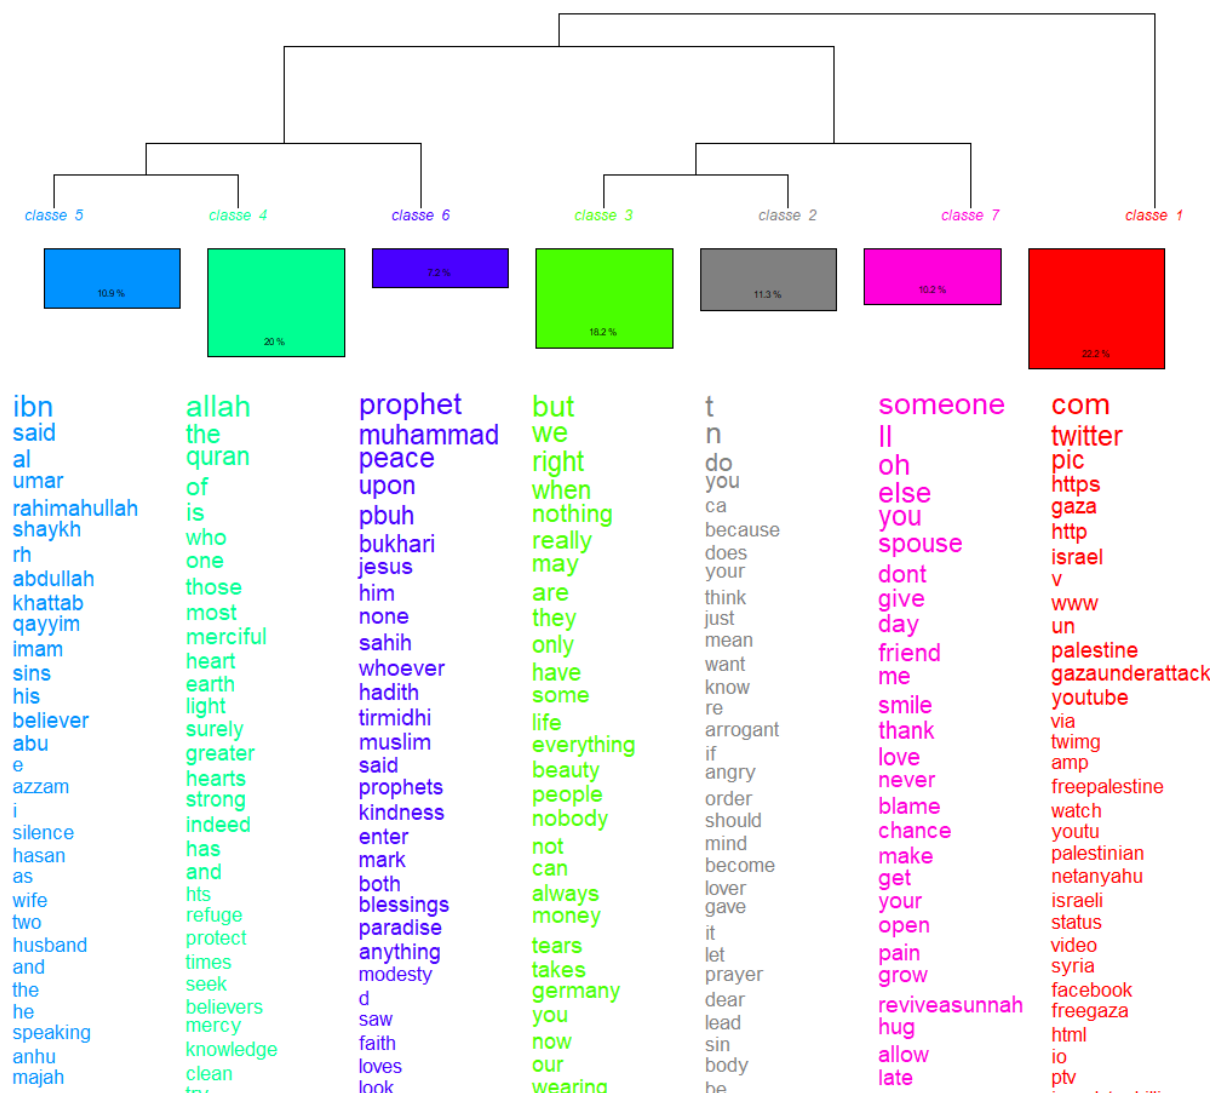 classe 5
classe 4
classe 6
classe 3
classe 2
classe 7
classe 1
10.9 %
20 %
7.2 %
18.2 %
11.3 %
10.2 %
22.2 %
ibn
said
al
umar
rahimahullah
shaykh
rh
abdullah
khattab
qayyim
imam
sins
his
believer
abu
e
azzam
i
silence
hasan
as
wife
two
husband
and
the
he
speaking
anhu
majah
allah
the
quran
of
is
who
one
those
most
merciful
heart
earth
light
surely
greater
hearts
strong
indeed
has
and
hts
refuge
protect
times
seek
believers
mercy
knowledge
clean
prophet
muhammad
peace
upon
pbuh
bukhari
jesus
him
none
sahih
whoever
hadith
tirmidhi
muslim
said
prophets
kindness
enter
mark
both
blessings
paradise
anything
modesty
d
saw
faith
loves
look
but
we
right
when
nothing
really
may
are
they
only
have
some
life
everything
beauty
people
nobody
not
can
always
money
tears
takes
germany
you
now
our
wearing
t
n
do
you
ca
because
does
your
think
just
mean
want
know
re
arrogant
if
angry
order
should
mind
become
lover
gave
it
let
prayer
dear
lead
sin
body
be
someone
ll
oh
else
you
spouse
dont
give
day
friend
me
smile
thank
love
never
blame
chance
make
get
your
open
pain
grow
reviveasunnah
hug
allow
late
com
twitter
pic
https
gaza
http
israel
v
www
un
palestine
gazaunderattack
youtube
via
twimg
amp
freepalestine
watch
youtu
palestinian
netanyahu
israeli
status
video
syria
facebook
freegaza
html
io
ptv